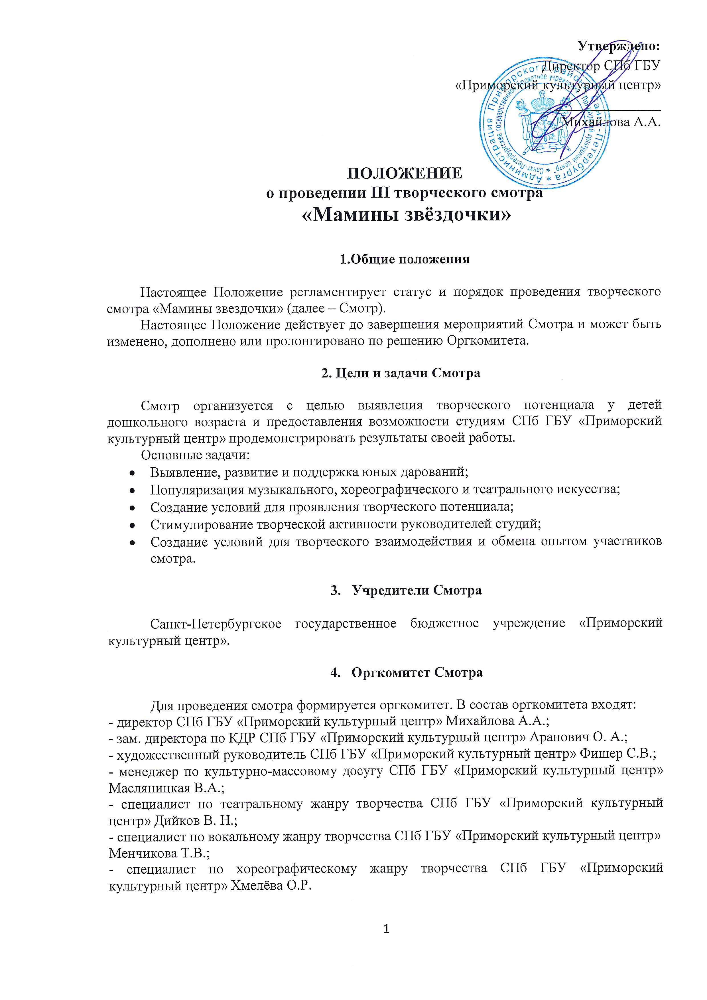 Утверждено:
Директор СПб ГБУ
«Приморский культурный центр»
Михайлова А.А.
Администрация Приморского района Санкт-Петербурга
Санкт-Петербургское государственное бюджетное учреждение Приморский культурный центр
ПОЛОЖЕНИЕ
о проведении III творческого смотра
«Мамины звёздочки»
1.Общие положения
Настоящее Положение регламентирует статус и порядок проведения творческого
смотра «Мамины звездочки» (далее – Смотр).
Настоящее Положение действует до завершения мероприятий Смотра и может быть
изменено, дополнено или пролонгировано по решению Оргкомитета.
2. Цели и задачи Смотра
Смотр организуется с целью выявления творческого потенциала у детей
дошкольного возраста и предоставления возможности студиям СПб ГБУ «Приморский
культурный центр» продемонстрировать результаты своей работы.
Основные задачи:
• Выявление, развитие и поддержка юных дарований;
• Популяризация музыкального, хореографического и театрального искусства;
• Создание условий для проявления творческого потенциала;
• Стимулирование творческой активности руководителей студий;
• Создание условий для творческого взаимодействия и обмена опытом участников
смотра.
3. Учредители Смотра
Санкт-Петербургское государственное бюджетное учреждение «Приморский
культурный центр».
4. Оргкомитет Смотра
Для проведения смотра формируется оргкомитет. В состав оргкомитета входят:
- директор СПб ГБУ «Приморский культурный центр» Михайлова А.А.;
- зам. директора по КДР СПб ГБУ «Приморский культурный центр» Аранович О. А.;
- художественный руководитель СПб ГБУ «Приморский культурный центр» Фишер С.В.;
- менеджер по культурно-массовому досугу СПб ГБУ «Приморский культурный центр»
Масляницкая В.А.;
- специалист по театральному жанру творчества СПб ГБУ «Приморский культурный
центр» Дийков В. Н.;
- специалист по вокальному жанру творчества СПб ГБУ «Приморский культурный центр»
Менчикова Т.В.;
- специалист по хореографическому жанру творчества СПб ГБУ «Приморский
культурный центр» Хмелёва О.Р.
1